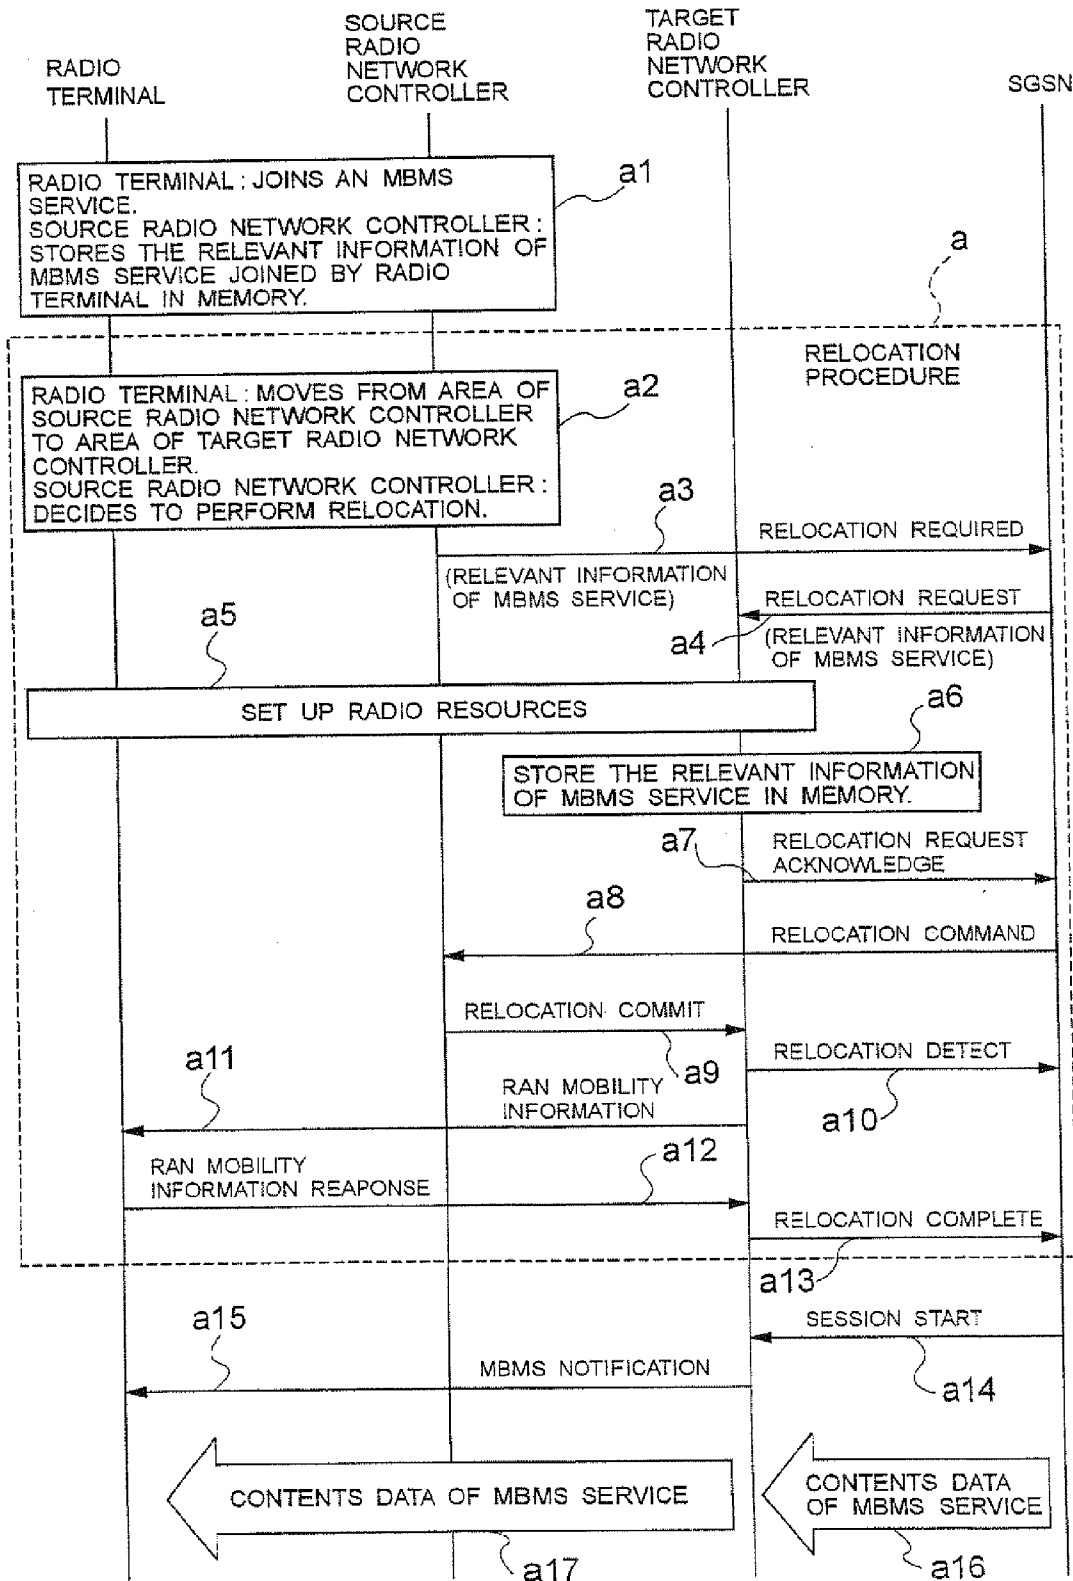 RADIO
TERMINAL
SOURCE
RADIO
NETWORK
CONTROLLER
TARGET
RADIO
NETWORK
CONTROLLER
SGSN
RADIO TERMINAL : JOINS AN MBMS
SERVICE.
SOURCE RADIO NETWORK CONTROLLER :
STORES THE RELEVANT INFORMATION OF
MBMS SERVICE JOINED BY RADIO
TERMINAL IN MEMORY.
a1
a
RELOCATION
PROCEDURE
RADIO TERMINAL : MOVES FROM AREA OF
SOURCE RADIO NETWORK CONTROLLER
TO AREA OF TARGET RADIO NETWORK
CONTROLLER.
SOURCE RADIO NETWORK CONTROLLER :
DECIDES TO PERFORM RELOCATION.
a2
a3
RELOCATION REQUIRED
(RELEVANT INFORMATION
OF MBMS SERVICE)
RELOCATION REQUEST
a4
(RELEVANT INFORMATION
OF MBMS SERVICE)
a5
SET UP RADIO RESOURCES
a6
STORE THE RELEVANT INFORMATION
OF MBMS SERVICE IN MEMORY.
a7
RELOCATION REQUEST
ACKNOWLEDGE
a8
RELOCATION COMMAND
RELOCATION COMMIT
a9
RELOCATION DETECT
a10
a11
RAN MOBILITY
INFORMATION
RAN MOBILITY
INFORMATION REAPONSE
a12
RELOCATION COMPLETE
a13
SESSION START
a14
a15
MBMS NOTIFICATION
CONTENTS DATA OF MBMS SERVICE
a17
CONTENTS DATA
OF MBMS SERVICE
a16